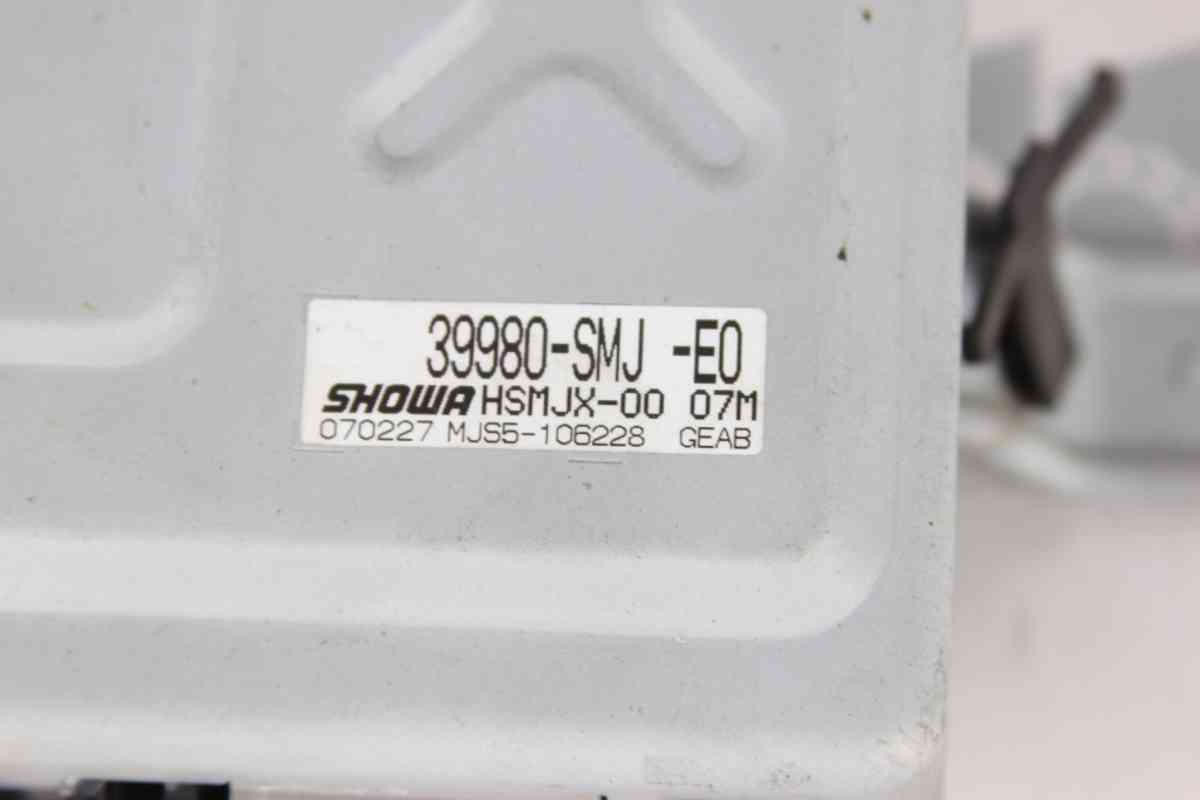 39980-SMJ -E0
SHOWA HSMJX-00 07M
070227 MJS5-106228 GEAB